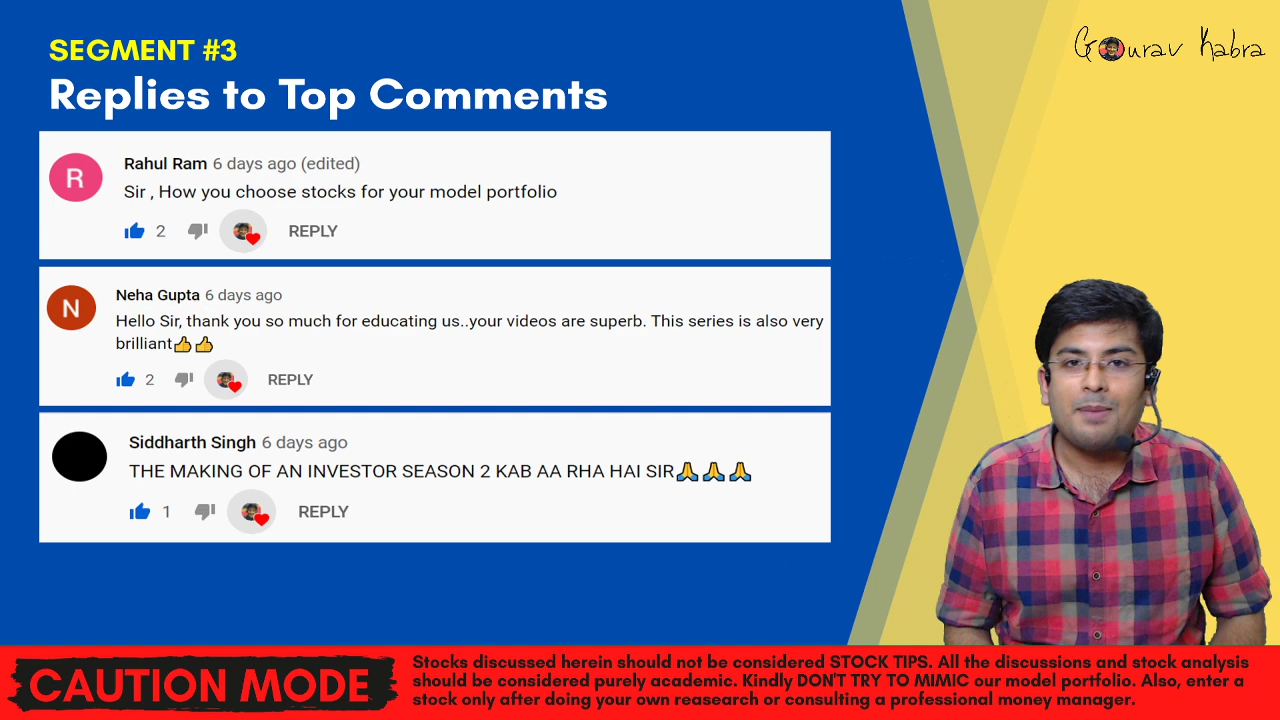 SEGMENT #3
Gourav Kabra
Replies to Top Comments
R
Rahul Ram 6 days ago (edited)
Sir , How you choose stocks for your model portfolio
2 REPLY
N
Neha Gupta 6 days ago
Hello Sir, thank you so much for educating us..your videos are superb. This series is also very
brilliant👍👍
2 REPLY
Siddharth Singh 6 days ago
THE MAKING OF AN INVESTOR SEASON 2 KAB AA RHA HAI SIR🙏🙏🙏
1 REPLY
CAUTION MODE
Stocks discussed herein should not be considered STOCK TIPS. All the discussions and stock analysis
should be considered purely academic. Kindly DON'T TRY TO MIMIC our model portfolio. Also, enter a
stock only after doing your own reasearch or consulting a professional money manager.